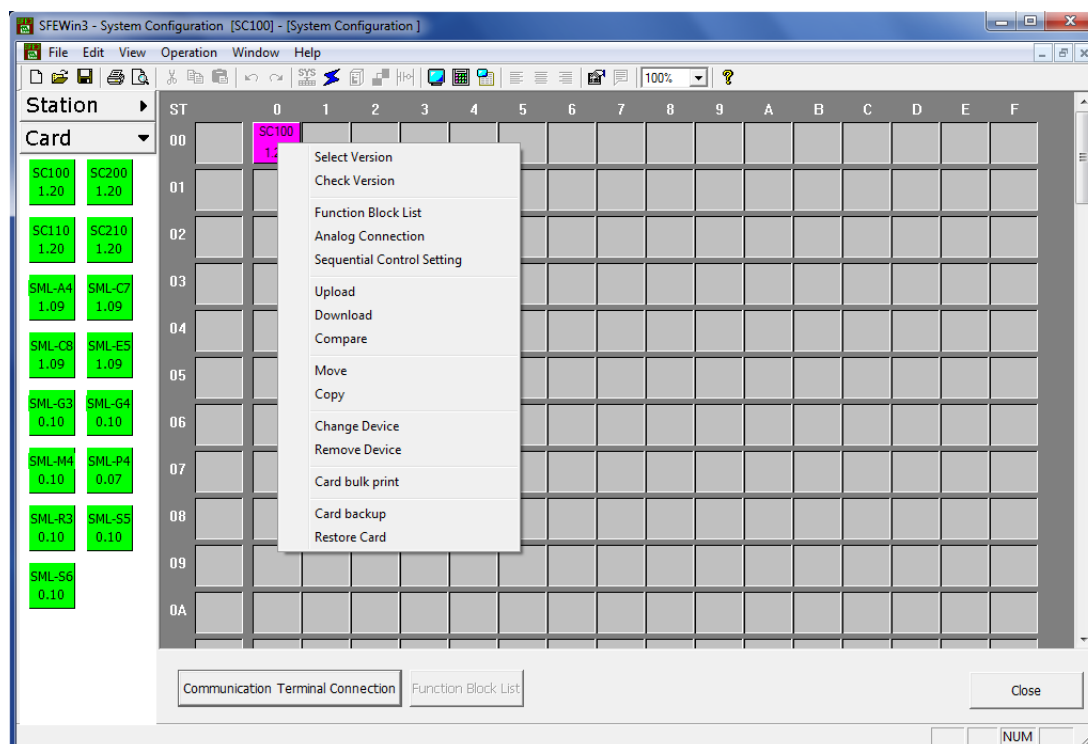 SFEWin3 - System Configuration [SC100] - [System Configuration ]
File Edit View Operation Window Help
SYS 100% ?
Station
Card
ST 0 1 2 3 4 5 6 7 8 9 A B C D E F
00
01
02
03
04
05
06
07
08
09
0A
SC100
SC100 SC200
1.20 1.20
SC110 SC210
1.20 1.20
SML-A4 SML-C7
1.09 1.09
SML-C8 SML-E5
1.09 1.09
SML-G3 SML-G4
0.10 0.10
SML-M4 SML-P4
0.10 0.07
SML-R3 SML-S5
0.10 0.10
SML-S6
0.10
Select Version
Check Version
Function Block List
Analog Connection
Sequential Control Setting
Upload
Download
Compare
Move
Copy
Change Device
Remove Device
Card bulk print
Card backup
Restore Card
Communication Terminal Connection
Function Block List
Close
NUM